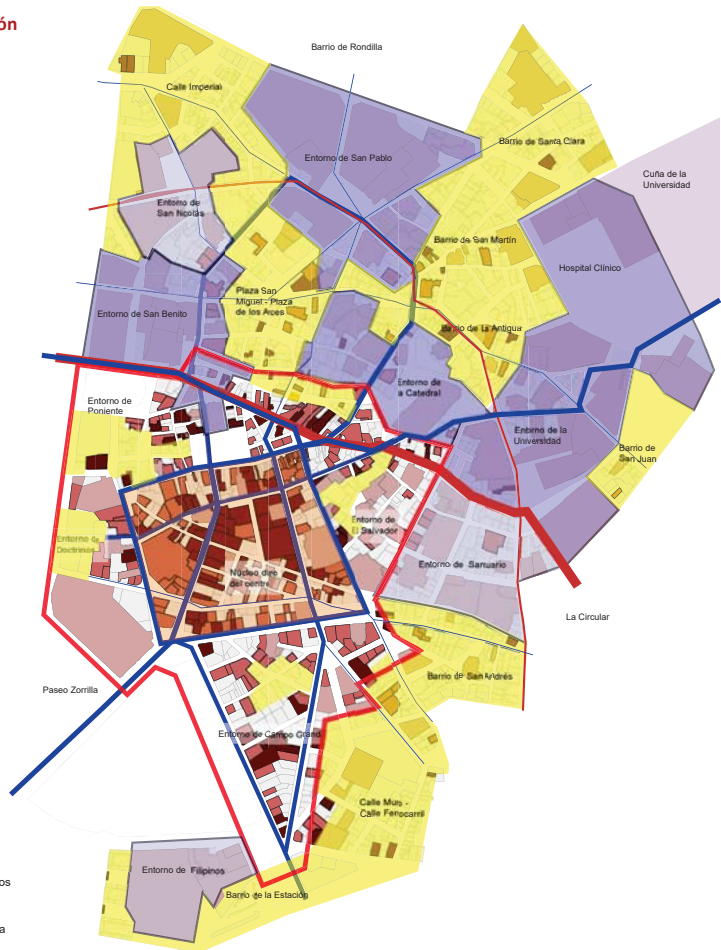 ón
Barrio de Rondilla
Calle Imperial
Barrio de Santa Clara
Entorno de San Pablo
Cuña de la
Universidad
Entorno de
San Nicolás
Barrio de San Martín
Hospital Clínico
Plaza San
Miguel - Plaza
de los Arces
Entorno de San Benito
Barrio de La Antigua
Entorno de
a Catedral
Entorno de
Poniente
Entorno de la
Universidad
Barrio de
San Juan
Entorno de
El Salvador
Entorno de
Doctrinos
Entorno de Santuario
Núcleo duro
del centro
La Circular
Barrio de San Andrés
Paseo Zorrilla
Entorno de Campo Grand
Calle Muro -
Calle Ferrocarril
Entorno de Filipinos
os
Barrio de la Estación
a